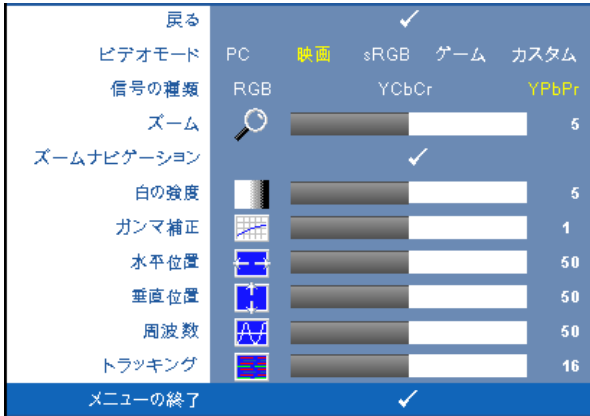 戻る
ビデオモード PC 映画 sRGB ゲーム カスタム
信号の種類 RGB YCbCr YPbPr
ズーム 5
ズームナビゲーション
白の強度 5
ガンマ補正 1
水平位置 50
垂直位置 50
周波数 50
トラッキング 16
メニューの終了